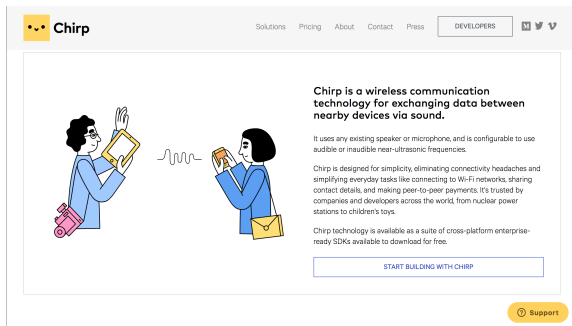 Chirp
Solutions Pricing About Contact Press DEVELOPERS
Chirp is a wireless communication
technology for exchanging data between
nearby devices via sound.
It uses any existing speaker or microphone, and is configurable to use
audible or inaudible near-ultrasonic frequencies.
Chirp is designed for simplicity, eliminating connectivity headaches and
simplifying everyday tasks like connecting to Wi-Fi networks, sharing
contact details, and making peer-to-peer payments. It's trusted by
companies and developers across the world, from nuclear power
stations to children's toys.
Chirp technology is available as a suite of cross-platform enterprise-
ready SDKs available to download for free.
START BUILDING WITH CHIRP
Support